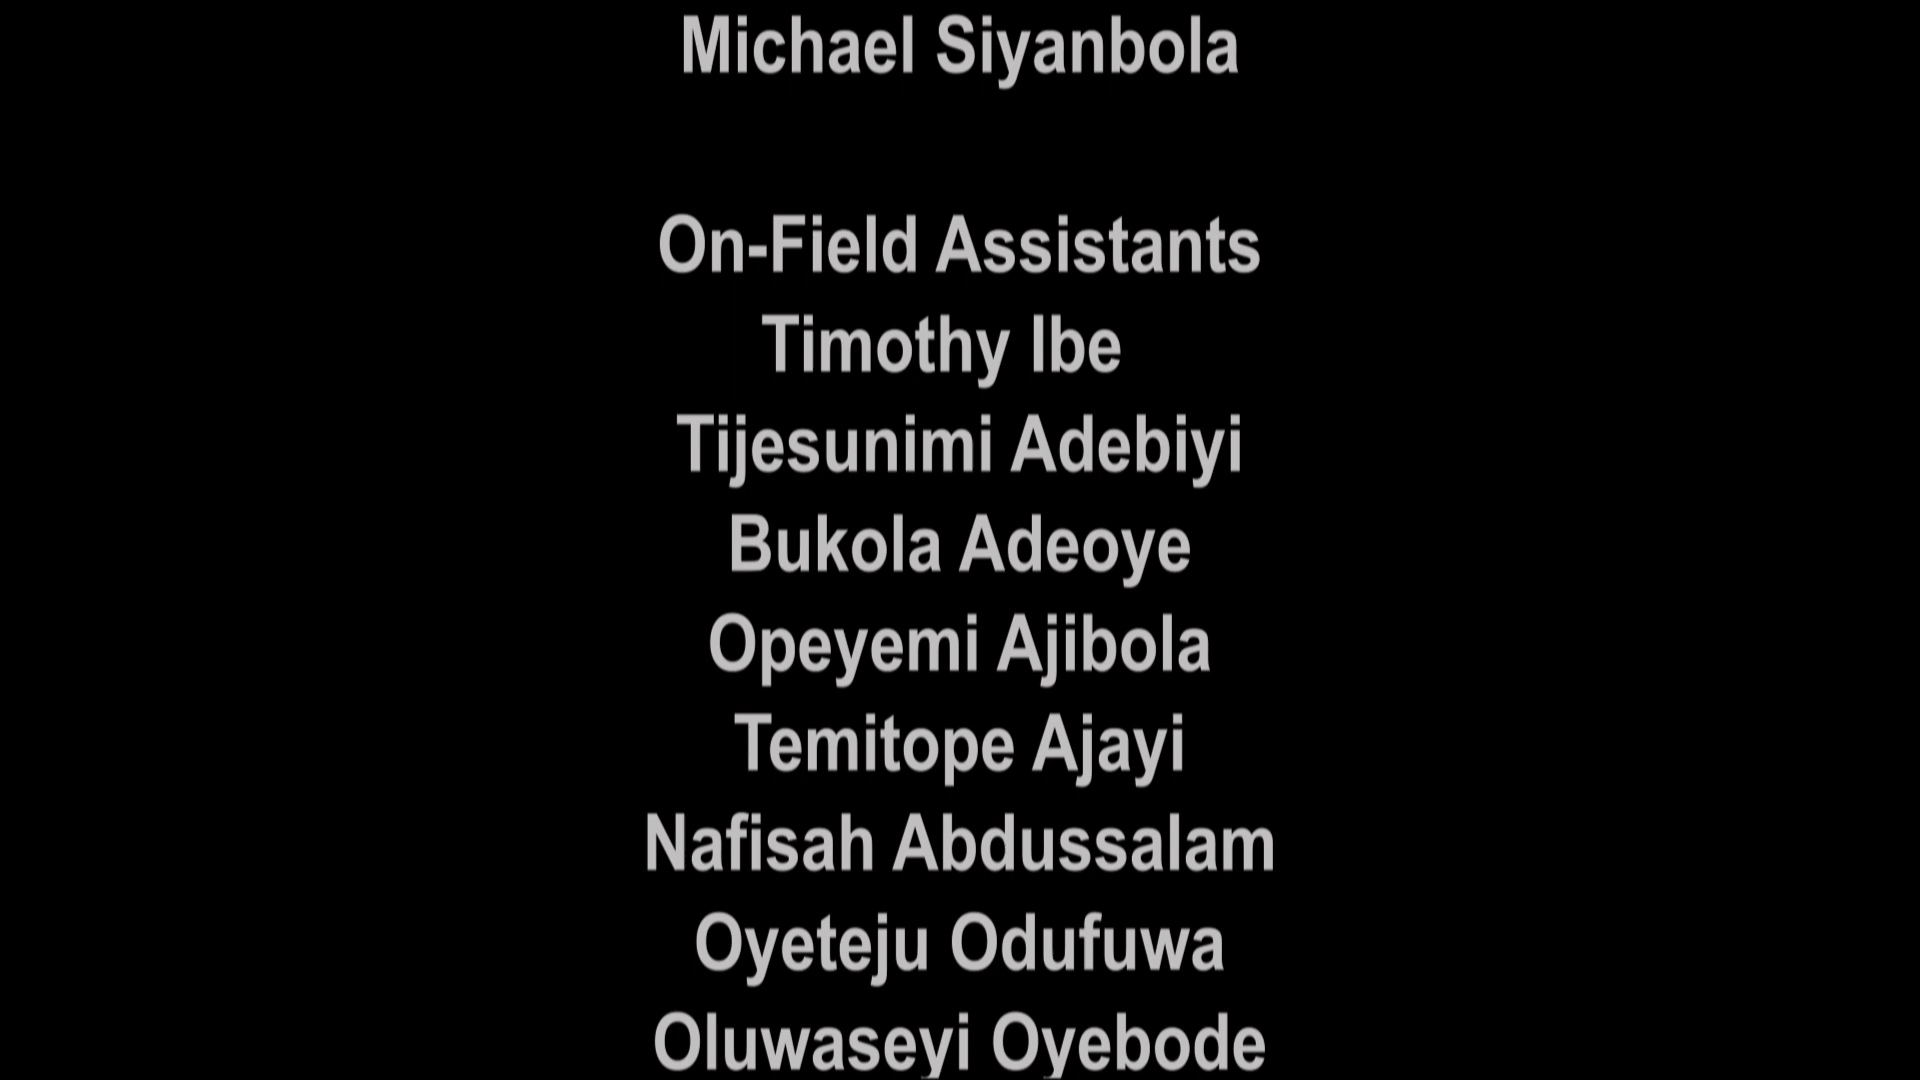 Michael Siyanbola
On-Field Assistants
Timothy Ibe
Tijesunimi Adebiyi
Bukola Adeoye
Opeyemi Ajibola
Temitope Ajayi
Nafisah Abdussalam
Oyeteju Odufuwa
Oluwaseyi Oyebode